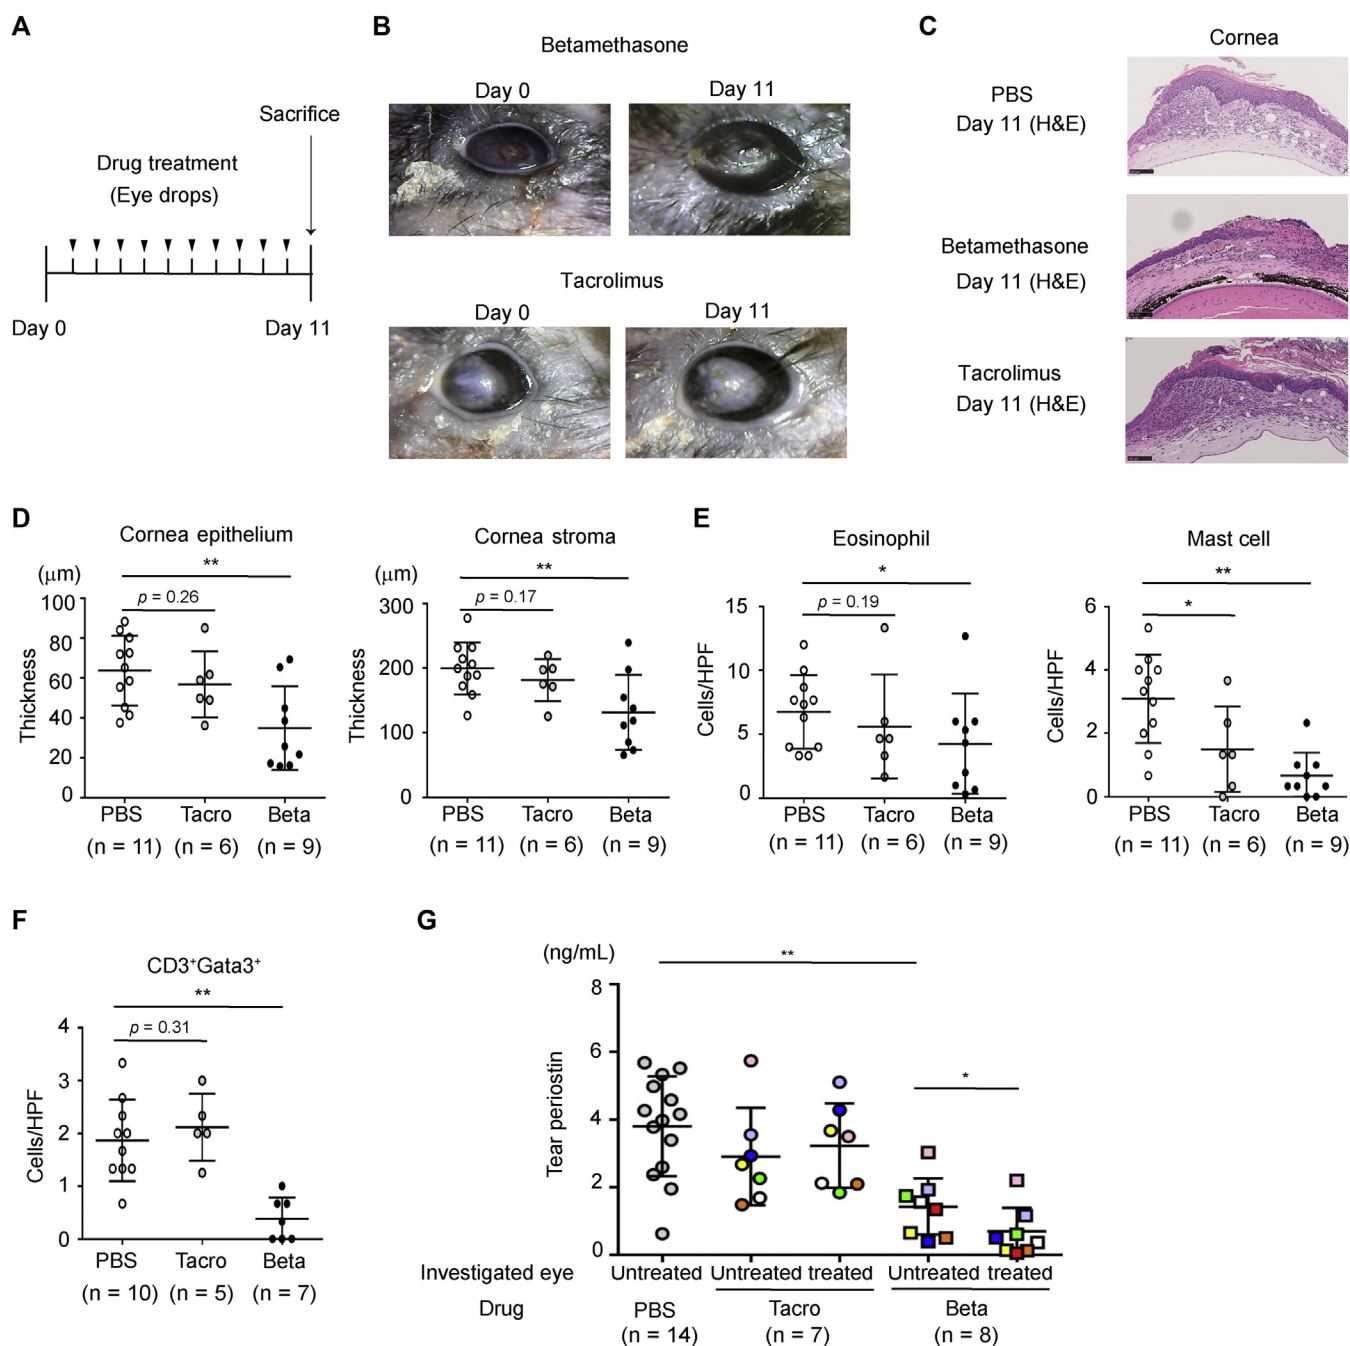 A
Sacrifice
Drug treatment
(Eye drops)
Day 0
Day 11
B
Betamethasone
Day 0
Day 11
Tacrolimus
Day 0
Day 11
C
Cornea
PBS
Day 11 (H&E)
Betamethasone
Day 11 (H&E)
Tacrolimus
Day 11 (H&E)
D
Cornea epithelium
(μm)
**
p = 0.26
100
80
60
40
20
0
Thickness
PBS
Tacro
Beta
(n = 11)
(n = 6)
(n = 9)
Cornea stroma
(μm)
**
p = 0.17
300
200
100
0
Thickness
PBS
Tacro
Beta
(n = 11)
(n = 6)
(n = 9)
E
Eosinophil
*
p = 0.19
15
10
5
0
Cells/HPF
PBS
Tacro
Beta
(n = 11)
(n = 6)
(n = 9)
Mast cell
**
*
6
4
2
0
Cells/HPF
PBS
Tacro
Beta
(n = 11)
(n = 6)
(n = 9)
F
CD3⁺Gata3⁺
**
p = 0.31
4
3
2
1
0
Cells/HPF
PBS
Tacro
Beta
(n = 10)
(n = 5)
(n = 7)
G
(ng/mL)
**
*
8
6
4
2
0
Tear periostin
Investigated eye
Untreated
Untreated
treated
Untreated
treated
Drug
PBS
Tacro
Beta
(n = 14)
(n = 7)
(n = 8)